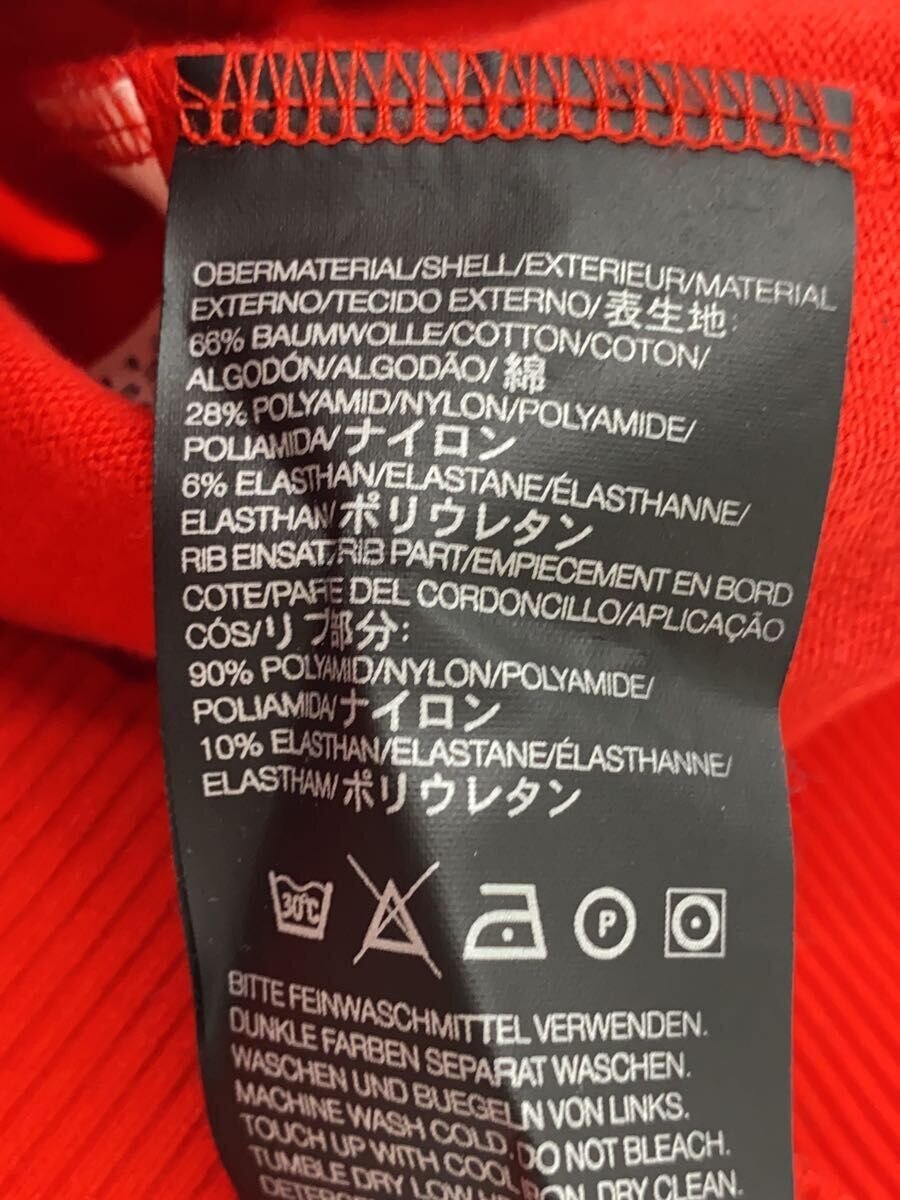 OBERMATERIAL/SHELL/EXTERIEUR/MATERIAL
EXTERNO/TECIDO EXTERNO/表生地:
66% BAUMWOLLE/COTTON/COTON/
ALGODÓN/ALGODÃO/綿
28% POLYAMID/NYLON/POLYAMIDE/
POLIAMIDA/ナイロン
6% ELASTHAN/ELASTANE/ÉLASTHANNE/
ELASTHAN/ポリウレタン
RIB EINSAT/RIB PART/EMPIECEMENT EN BORD
COTE/PARE DEL CORDONCILLO/APLICAÇÃO
CÓS/リブ部分:
90% POLYAMID/NYLON/POLYAMIDE/
POLIAMIDA/ナイロン
10% ELASTHAN/ELASTANE/ÉLASTHANNE/
ELASTHAM/ポリウレタン
30°C P
BITTE FEINWASCHMITTEL VERWENDEN.
DUNKLE FARBEN SEPARAT WASCHEN.
WASCHEN UND BUEGELN VON LINKS.
MACHINE WASH COLD. DO NOT BLEACH.
TOUCH UP WITH COOL DRY CLEAN.
TUMBLE DRY LOW